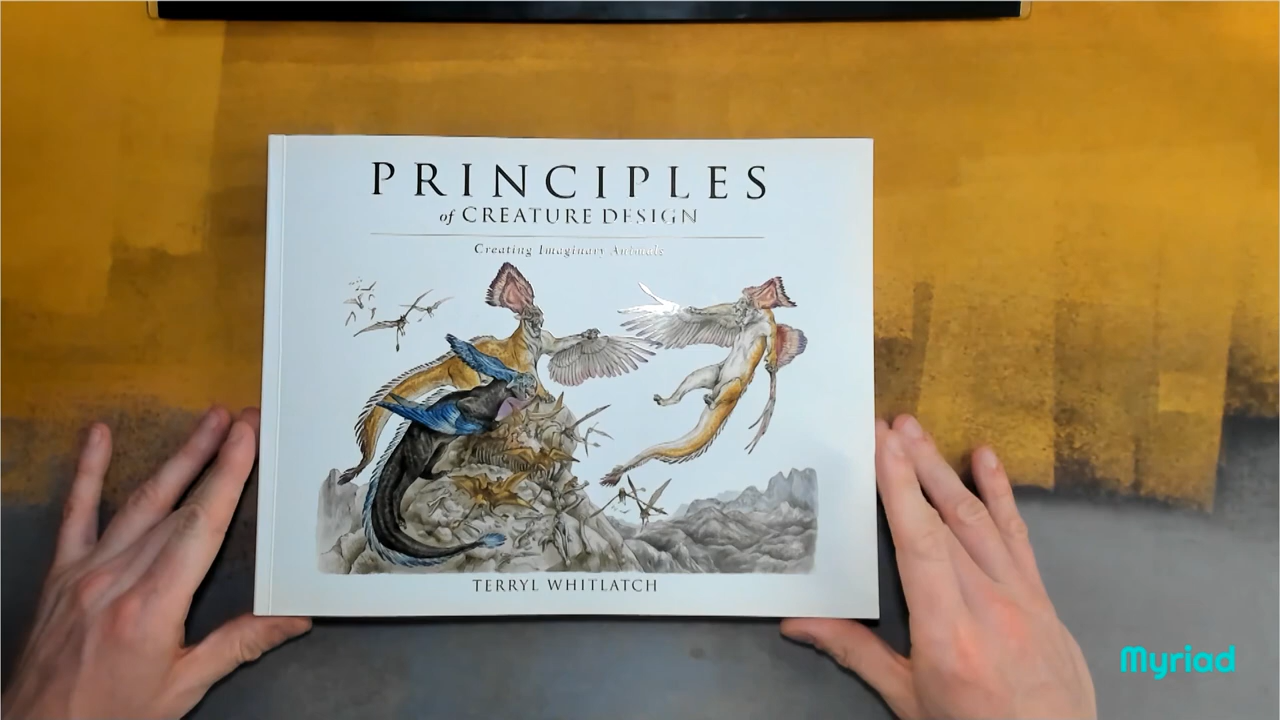 PRINCIPLES
of CREATURE DESIGN
Creating Imaginary Animals
TERRYL WHITLATCH
Myriad